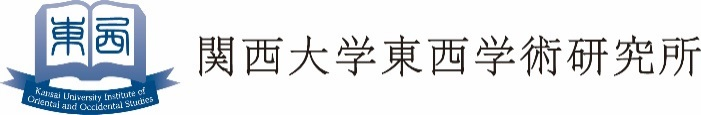 東西
Kansai University Institute of
Oriental and Occidental Studies
関西大学東西学術研究所